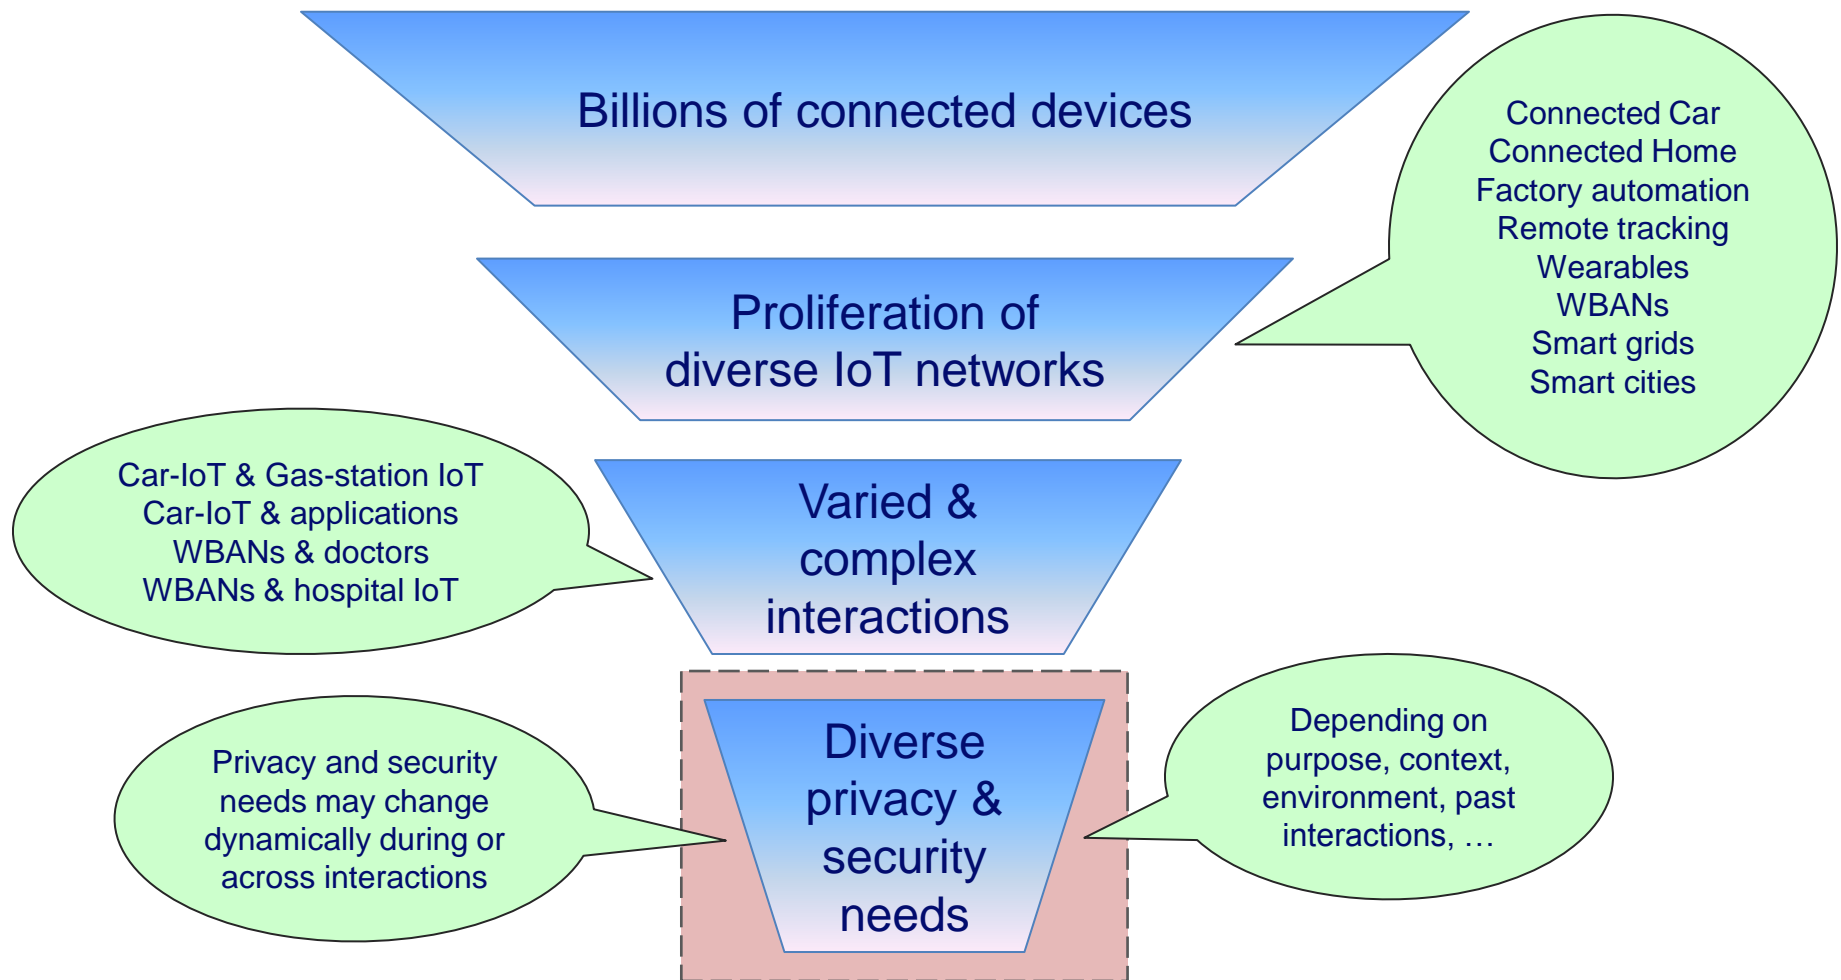 Billions of connected devices
Connected Car
Connected Home
Factory automation
Remote tracking
Wearables
WBANs
Smart grids
Smart cities
Proliferation of
diverse IoT networks
Car-IoT & Gas-station IoT
Car-IoT & applications
WBANs & doctors
WBANs & hospital IoT
Varied &
complex
interactions
Privacy and security
needs may change
dynamically during or
across interactions
Diverse
privacy &
security
needs
Depending on
purpose, context,
environment, past
interactions, …